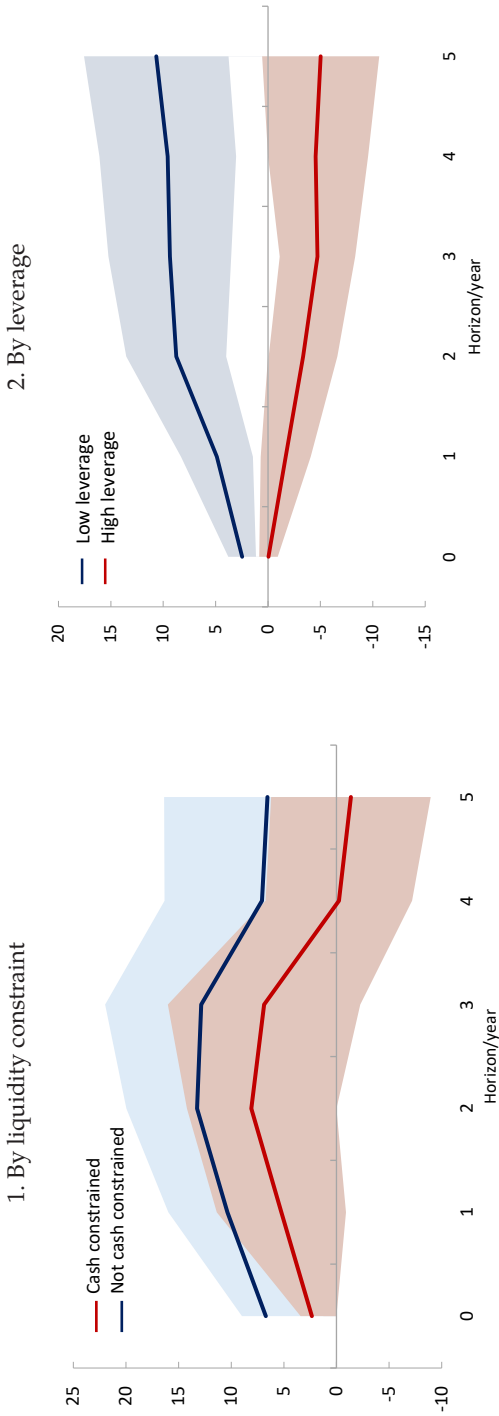 1. By liquidity constraint
Cash constrained
Not cash constrained
25
20
15
10
5
0
-5
-10
0 1 2 3 4 5
Horizon/year
2. By leverage
Low leverage
High leverage
20
15
10
5
0
-5
-10
-15
0 1 2 3 4 5
Horizon/year